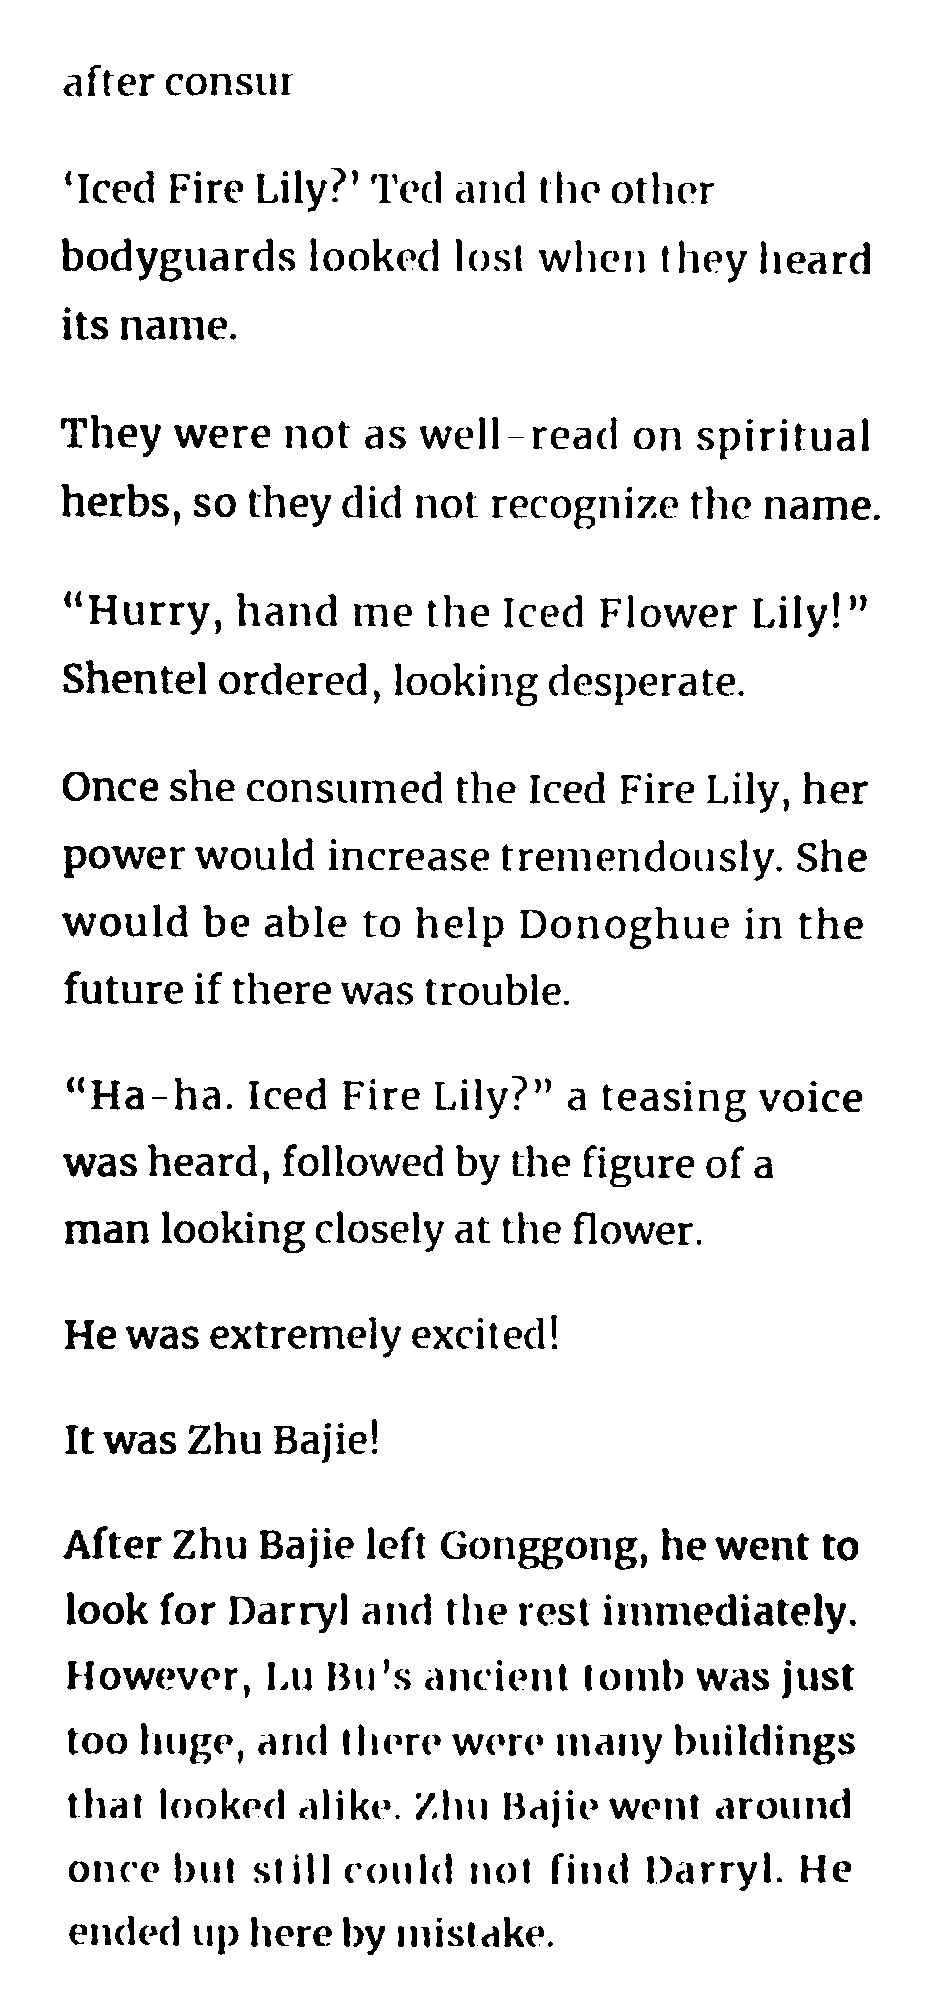 after consur
‘Iced Fire Lily?’ Ted and the other
bodyguards looked lost when they heard
its name.
They were not as well-read on spiritual
herbs, so they did not recognize the name.
“Hurry, hand me the Iced Flower Lily!”
Shentel ordered, looking desperate.
Once she consumed the Iced Fire Lily, her
power would increase tremendously. She
would be able to help Donoghue in the
future if there was trouble.
“Ha-ha. Iced Fire Lily?” a teasing voice
was heard, followed by the figure of a
man looking closely at the flower.
He was extremely excited!
It was Zhu Bajie!
After Zhu Bajie left Gonggong, he went to
look for Darryl and the rest immediately.
However, Lu Bu's ancient tomb was just
too huge, and there were many buildings
that looked alike. Zhu Bajie went around
once but still could not find Darryl. He
ended up here by mistake.